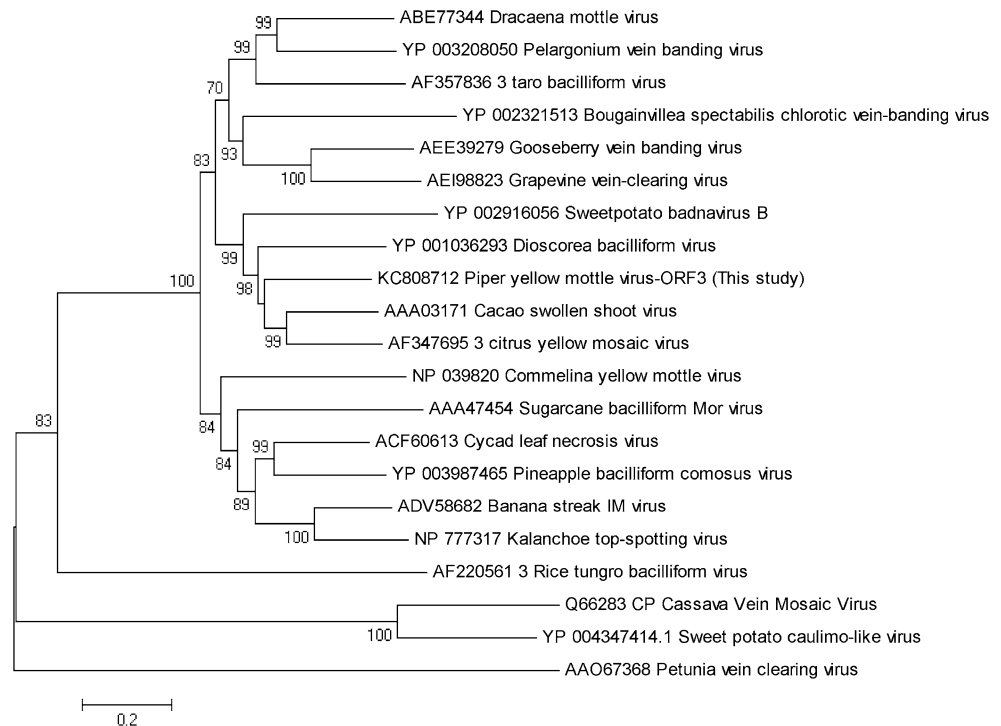 99
ABE77344 Dracaena mottle virus
99
YP 003208050 Pelargonium vein banding virus
70
AF357836 3 taro bacilliform virus
YP 002321513 Bougainvillea spectabilis chlorotic vein-banding virus
83
93
AEE39279 Gooseberry vein banding virus
100
AEI98823 Grapevine vein-clearing virus
YP 002916056 Sweetpotato badnavirus B
99
YP 001036293 Dioscorea bacilliform virus
100
98
KC808712 Piper yellow mottle virus-ORF3 (This study)
AAA03171 Cacao swollen shoot virus
99
AF347695 3 citrus yellow mosaic virus
NP 039820 Commelina yellow mottle virus
84
AAA47454 Sugarcane bacilliform Mor virus
83
99
ACF60613 Cycad leaf necrosis virus
84
YP 003987465 Pineapple bacilliform comosus virus
89
ADV58682 Banana streak IM virus
100
NP 777317 Kalanchoe top-spotting virus
AF220561 3 Rice tungro bacilliform virus
Q66283 CP Cassava Vein Mosaic Virus
100
YP 004347414.1 Sweet potato caulimo-like virus
AAO67368 Petunia vein clearing virus
0.2